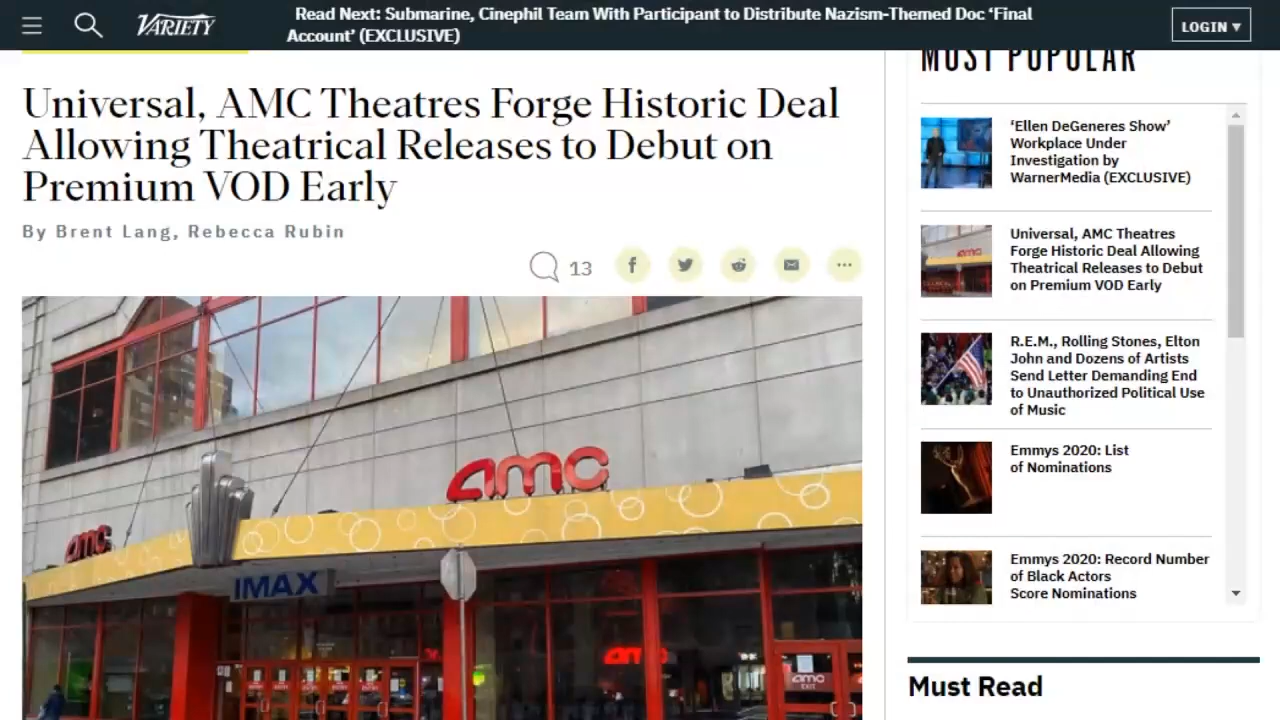 VARIETY
Read Next: Submarine, Cinephil Team With Participant to Distribute Nazism-Themed Doc ‘Final
Account’ (EXCLUSIVE)
LOGIN ▼
Universal, AMC Theatres Forge Historic Deal
Allowing Theatrical Releases to Debut on
Premium VOD Early
By Brent Lang, Rebecca Rubin
13
amc
amc
IMAX
amc
amc
EXIT
MOST POPULAR
‘Ellen DeGeneres Show’
Workplace Under
Investigation by
WarnerMedia (EXCLUSIVE)
Universal, AMC Theatres
Forge Historic Deal Allowing
Theatrical Releases to Debut
on Premium VOD Early
R.E.M., Rolling Stones, Elton
John and Dozens of Artists
Send Letter Demanding End
to Unauthorized Political Use
of Music
Emmys 2020: List
of Nominations
Emmys 2020: Record Number
of Black Actors
Score Nominations
Must Read